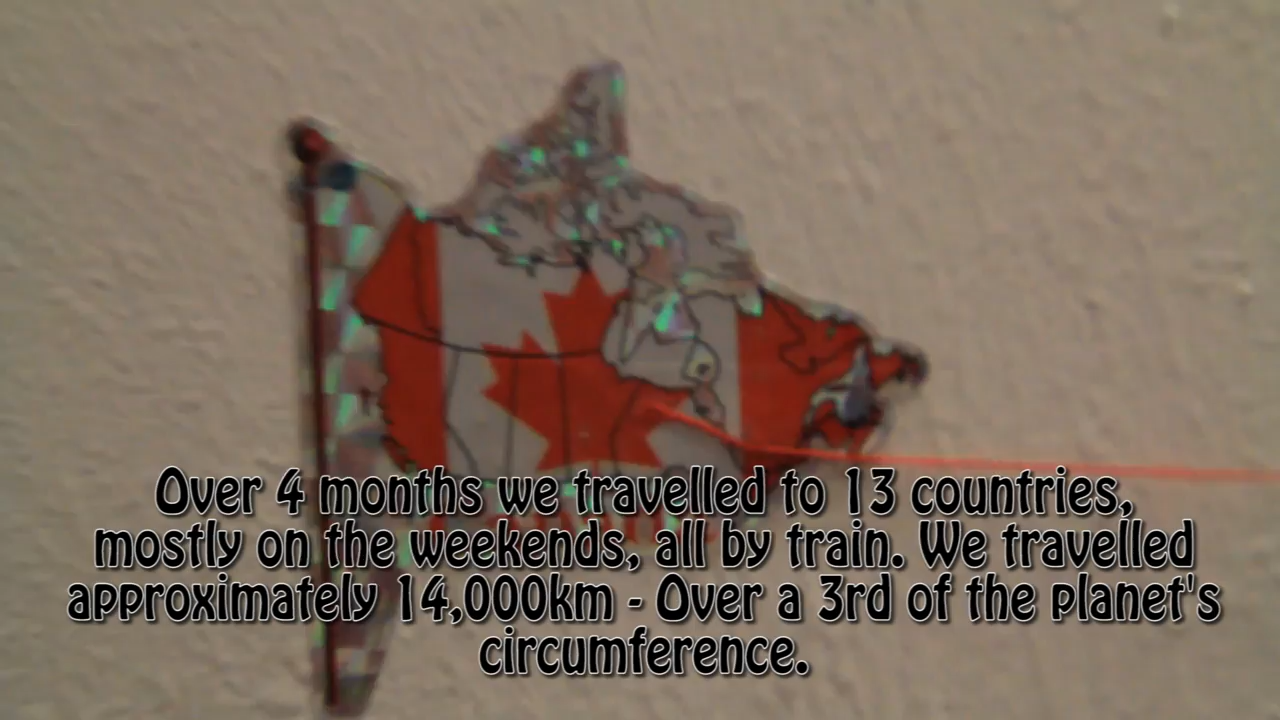 Over 4 months we travelled to 13 countries,
mostly on the weekends, all by train. We travelled
approximately 14,000km - Over a 3rd of the planet's
circumference.